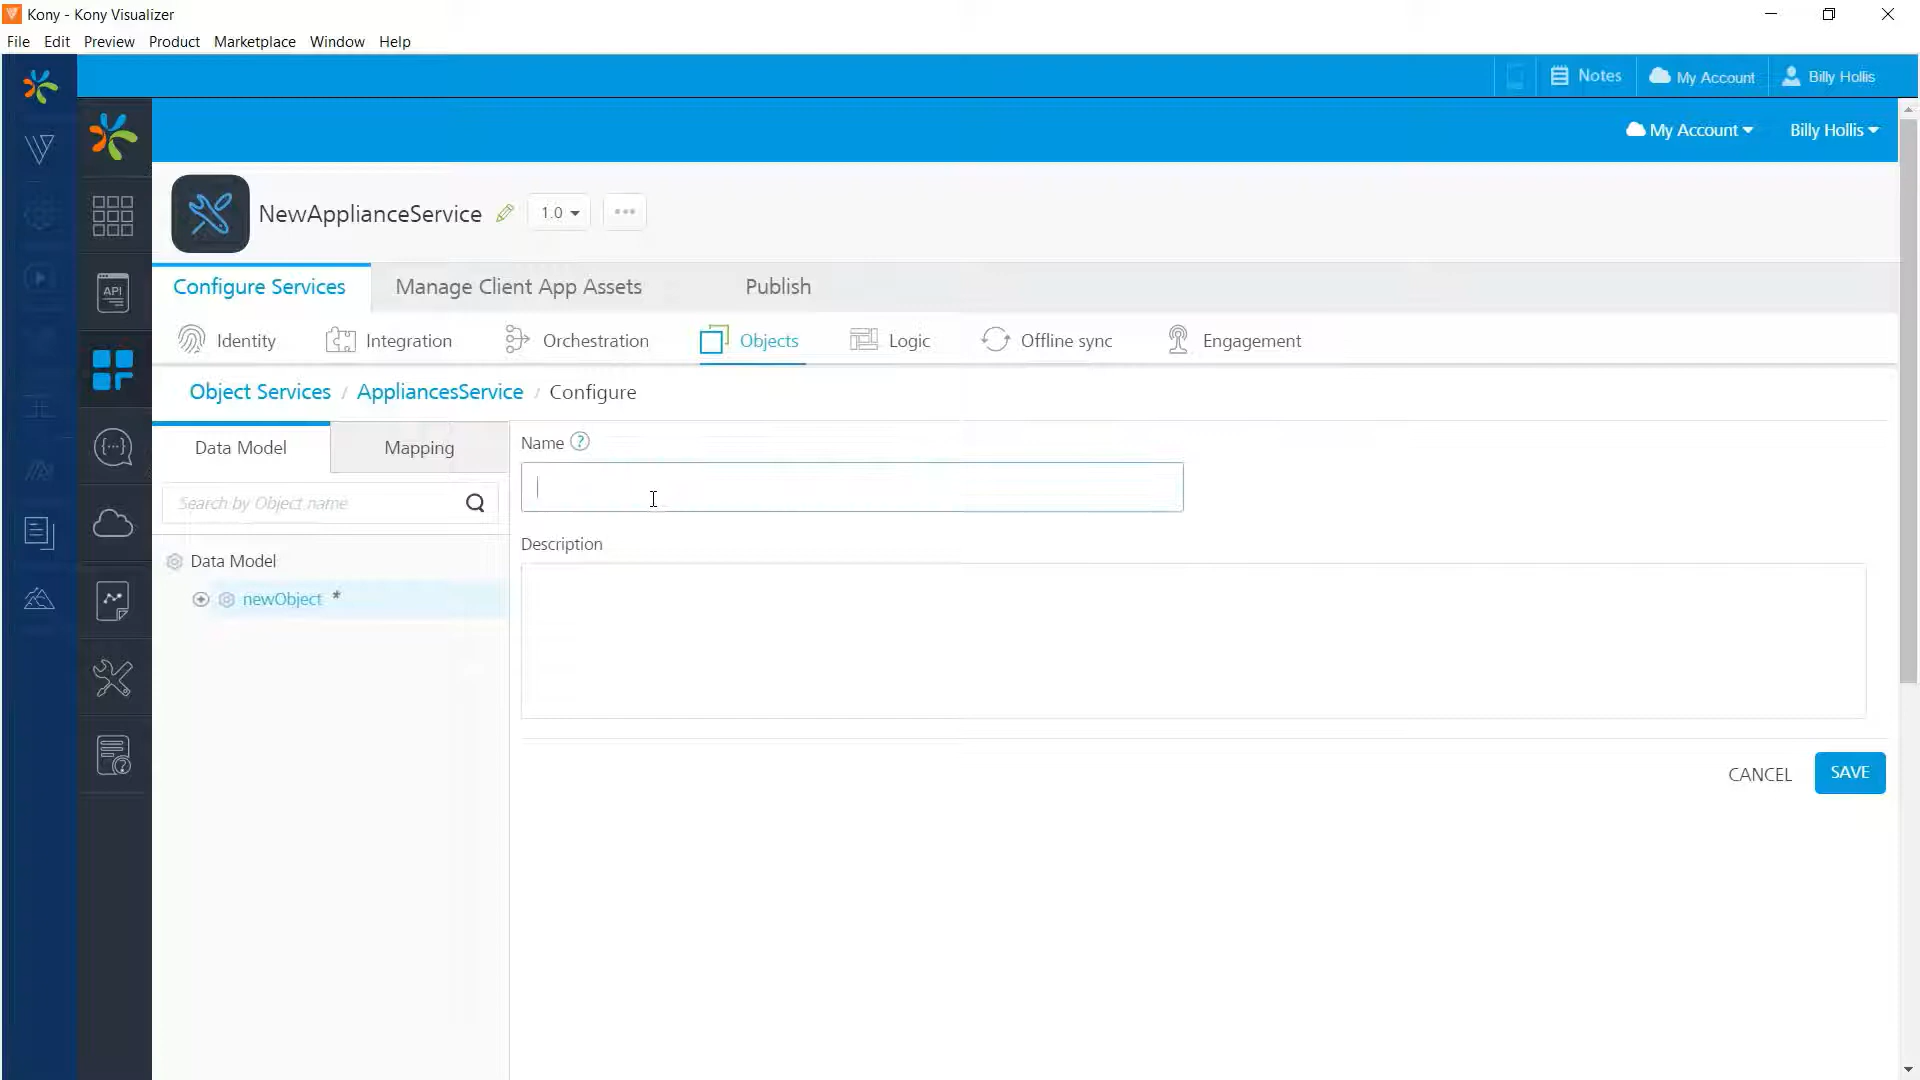 Kony - Kony Visualizer
File Edit Preview Product Marketplace Window Help
Notes My Account Billy Hollis
My Account Billy Hollis
NewApplianceService 1.0
Configure Services Manage Client App Assets Publish
API
Identity Integration Orchestration Objects Logic Offline sync Engagement
Object Services / AppliancesService / Configure
Data Model Mapping
Name ?
Search by Object name
Description
Data Model
newObject *
CANCEL SAVE